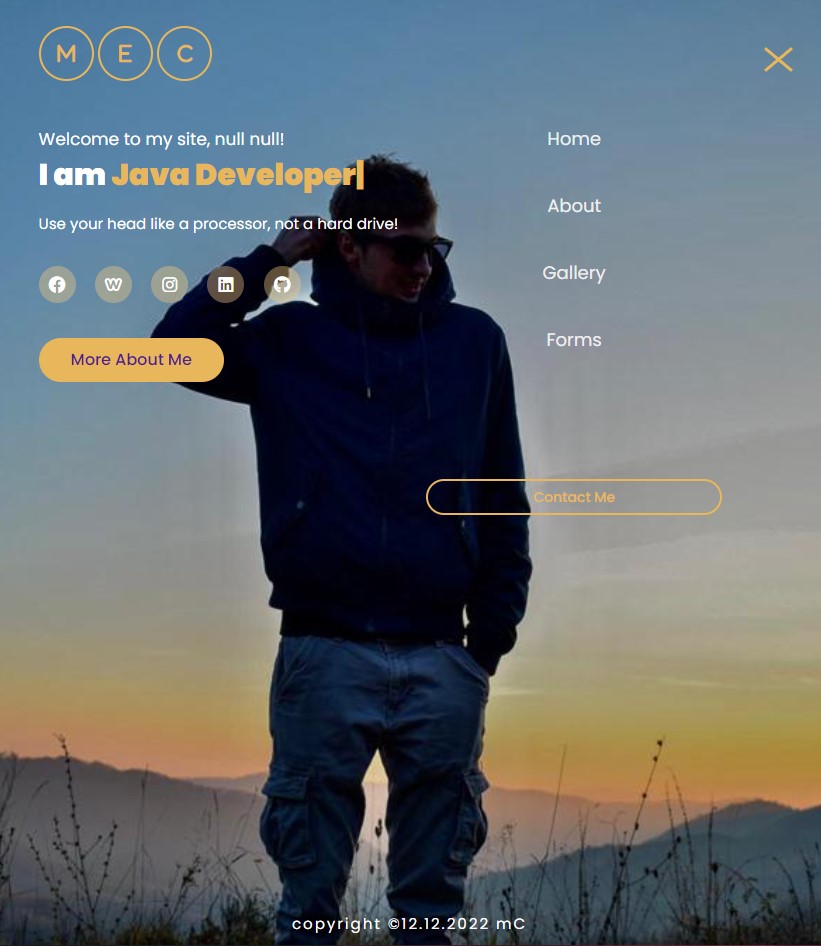 M E C
Welcome to my site, null null!
I am Java Developer|
Use your head like a processor, not a hard drive!
More About Me
Home
About
Gallery
Forms
Contact Me
copyright ©12.12.2022 mC